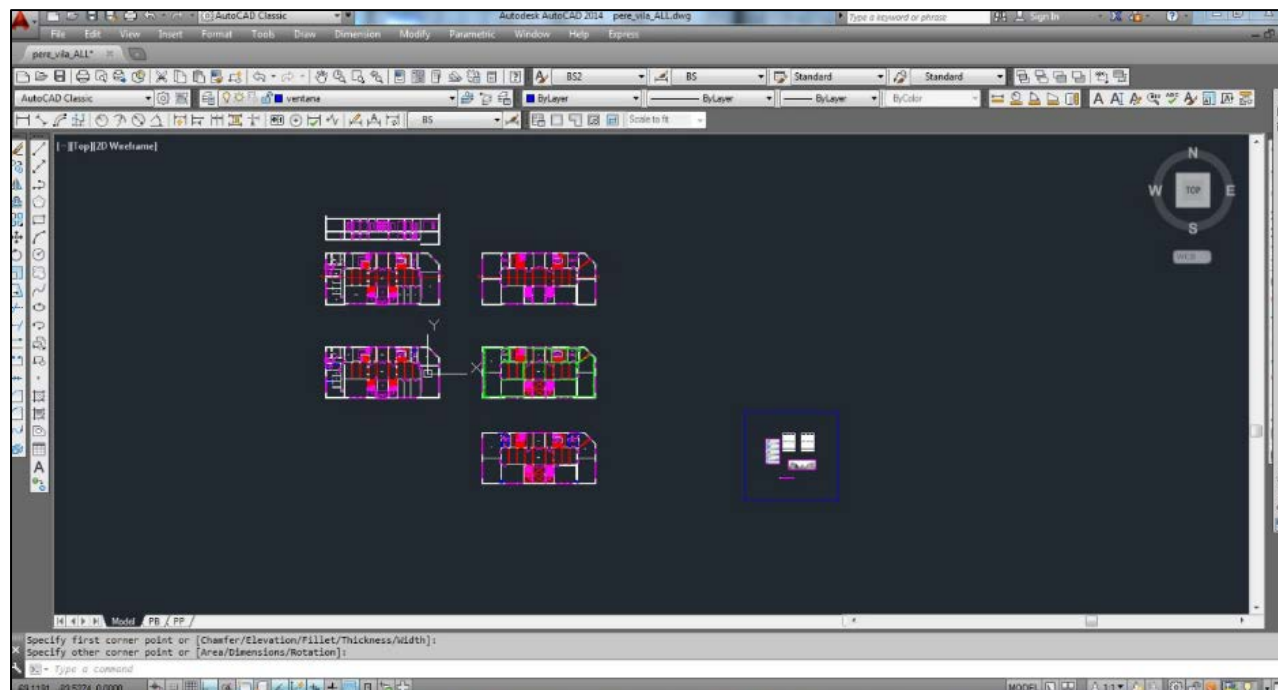 AutoCAD Classic
Autodesk AutoCAD 2014 pere_vila_ALL.dwg
Type a keyword or phrase
Sign In
File Edit View Insert Format Tools Draw Dimension Modify Parametric Window Help Express
pere_vila_ALL*
BS2 BS Standard Standard
AutoCAD Classic ventana ByLayer ByLayer ByLayer ByColor
BS Scale to fit
[-][Top][2D Wireframe]
N
W TOP E
S
WCS
Y
X
Model PB PP
Specify first corner point or [Chamfer/Elevation/Fillet/Thickness/Width]:
Specify other corner point or [Area/Dimensions/Rotation]:
Type a command
MODEL 1:1